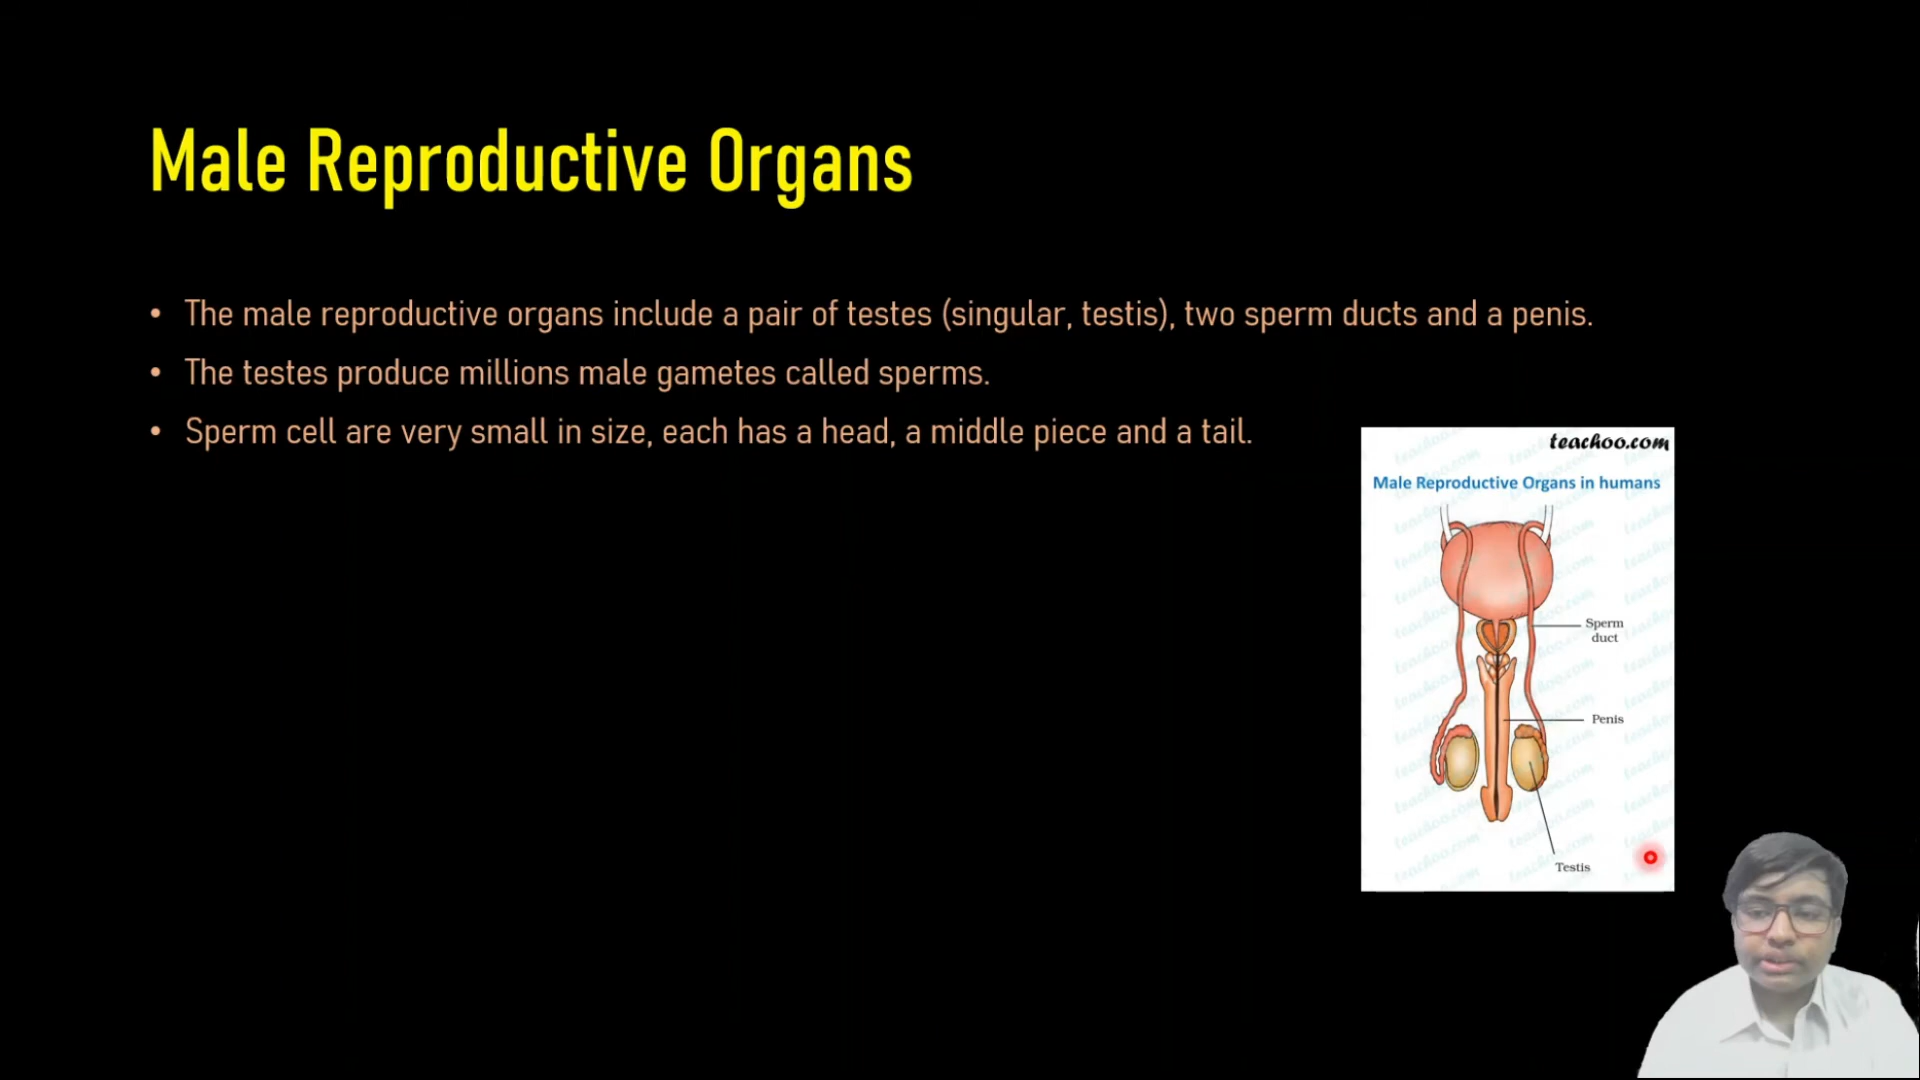 Male Reproductive Organs
• The male reproductive organs include a pair of testes (singular, testis), two sperm ducts and a penis.
• The testes produce millions male gametes called sperms.
• Sperm cell are very small in size, each has a head, a middle piece and a tail.
teachoo.com
Male Reproductive Organs in humans
Sperm
duct
Penis
Testis